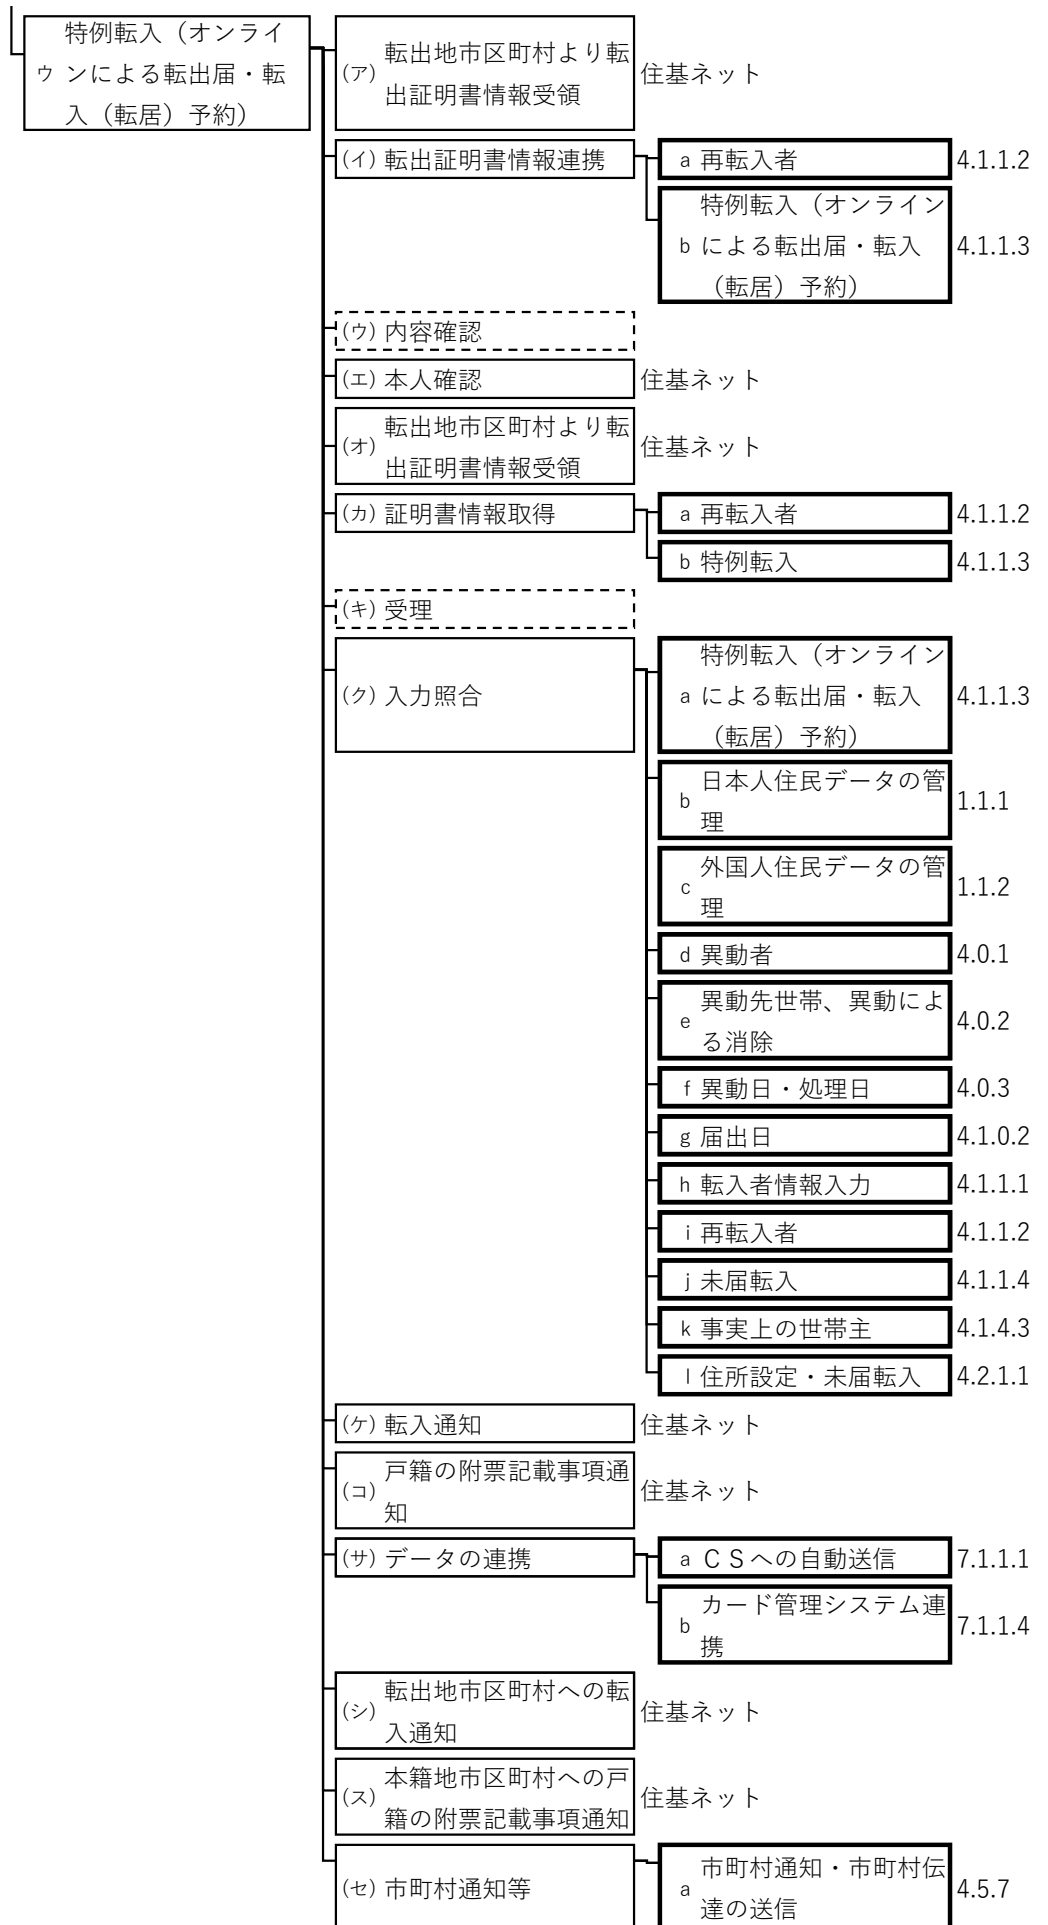 特例転入（オンライ
ウ ンによる転出届・転
入（転居）予約）
(ア) 転出地市区町村より転
出証明書情報受領
住基ネット
(イ) 転出証明書情報連携
a 再転入者
4.1.1.2
特例転入（オンライン
b による転出届・転入
（転居）予約）
4.1.1.3
(ウ) 内容確認
(エ) 本人確認
住基ネット
(オ) 転出地市区町村より転
出証明書情報受領
住基ネット
(カ) 証明書情報取得
a 再転入者
4.1.1.2
b 特例転入
4.1.1.3
(キ) 受理
(ク) 入力照合
特例転入（オンライン
a による転出届・転入
（転居）予約）
4.1.1.3
b 日本人住民データの管
理
1.1.1
c 外国人住民データの管
理
1.1.2
d 異動者
4.0.1
e 異動先世帯、異動によ
る消除
4.0.2
f 異動日・処理日
4.0.3
g 届出日
4.1.0.2
h 転入者情報入力
4.1.1.1
i 再転入者
4.1.1.2
j 未届転入
4.1.1.4
k 事実上の世帯主
4.1.4.3
l 住所設定・未届転入
4.2.1.1
(ケ) 転入通知
住基ネット
(コ) 戸籍の附票記載事項通
知
住基ネット
(サ) データの連携
a ＣＳへの自動送信
7.1.1.1
b カード管理システム連
携
7.1.1.4
(シ) 転出地市区町村への転
入通知
住基ネット
(ス) 本籍地市区町村への戸
籍の附票記載事項通知
住基ネット
(セ) 市町村通知等
a 市町村通知・市町村伝
達の送信
4.5.7